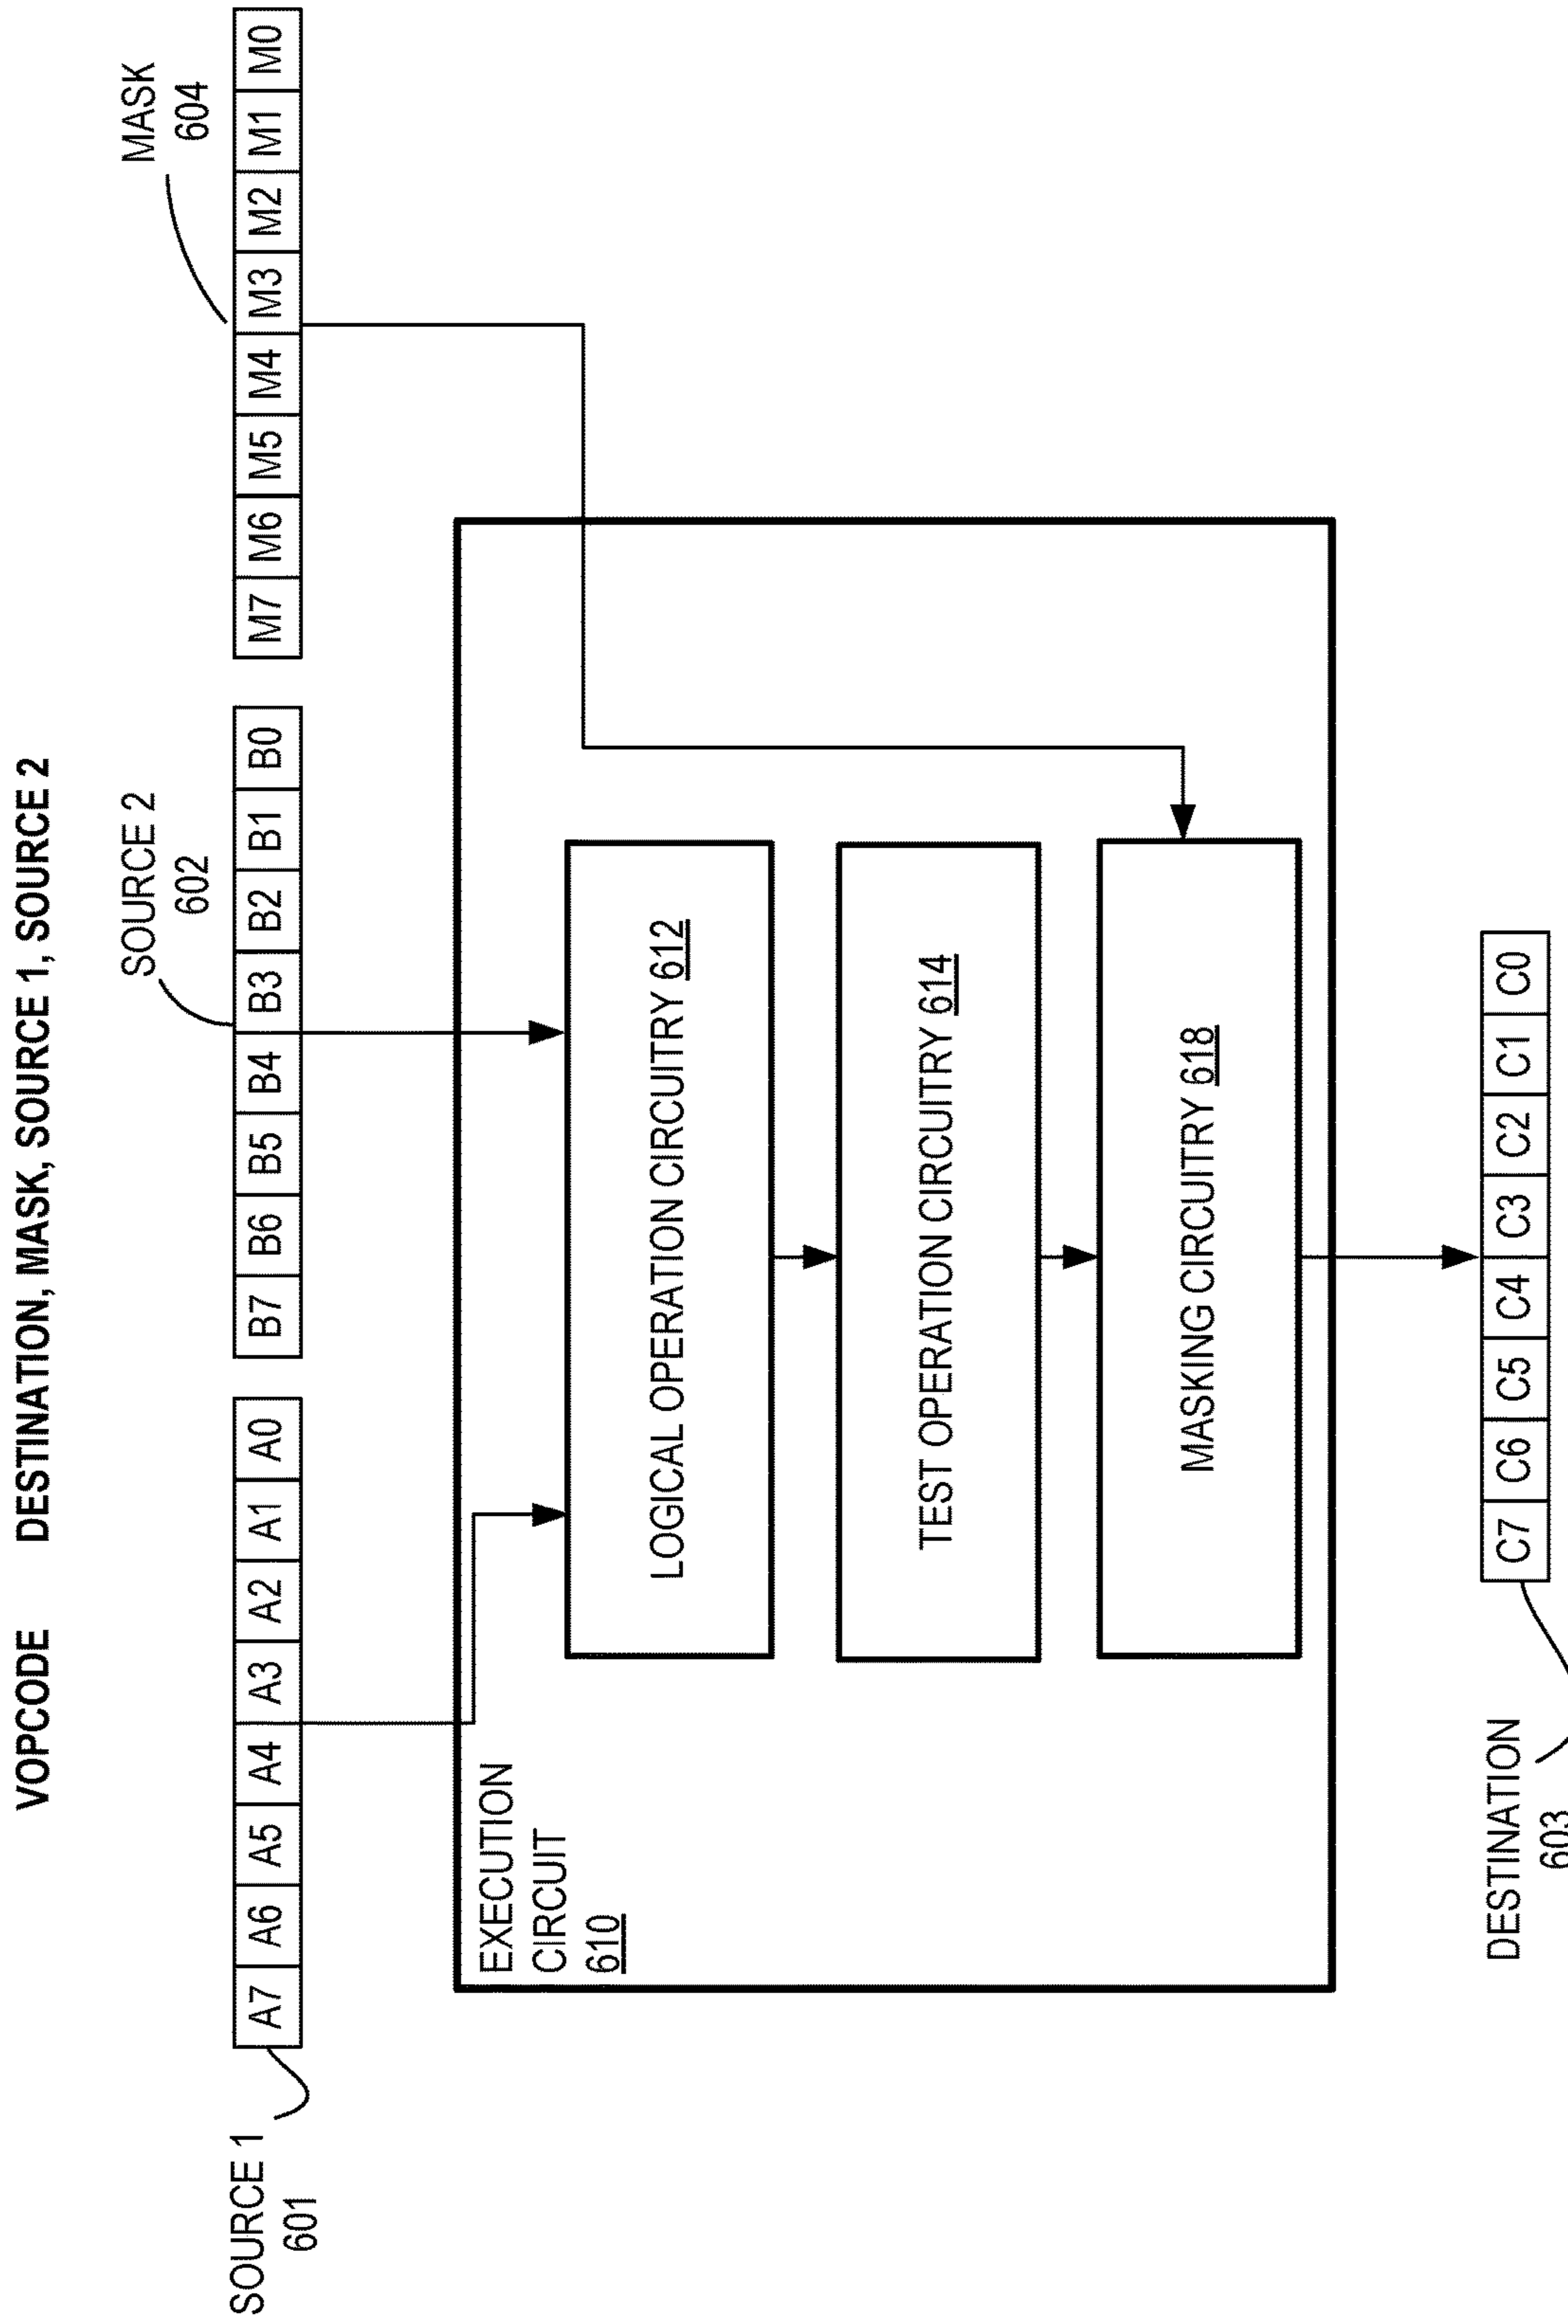 VOPCODE DESTINATION, MASK, SOURCE 1, SOURCE 2
SOURCE 1
601
A7 A6 A5 A4 A3 A2 A1 A0
SOURCE 2
602
B7 B6 B5 B4 B3 B2 B1 B0
MASK
604
M7 M6 M5 M4 M3 M2 M1 M0
EXECUTION
CIRCUIT
610
LOGICAL OPERATION CIRCUITRY 612
TEST OPERATION CIRCUITRY 614
MASKING CIRCUITRY 618
DESTINATION
603
C7 C6 C5 C4 C3 C2 C1 C0